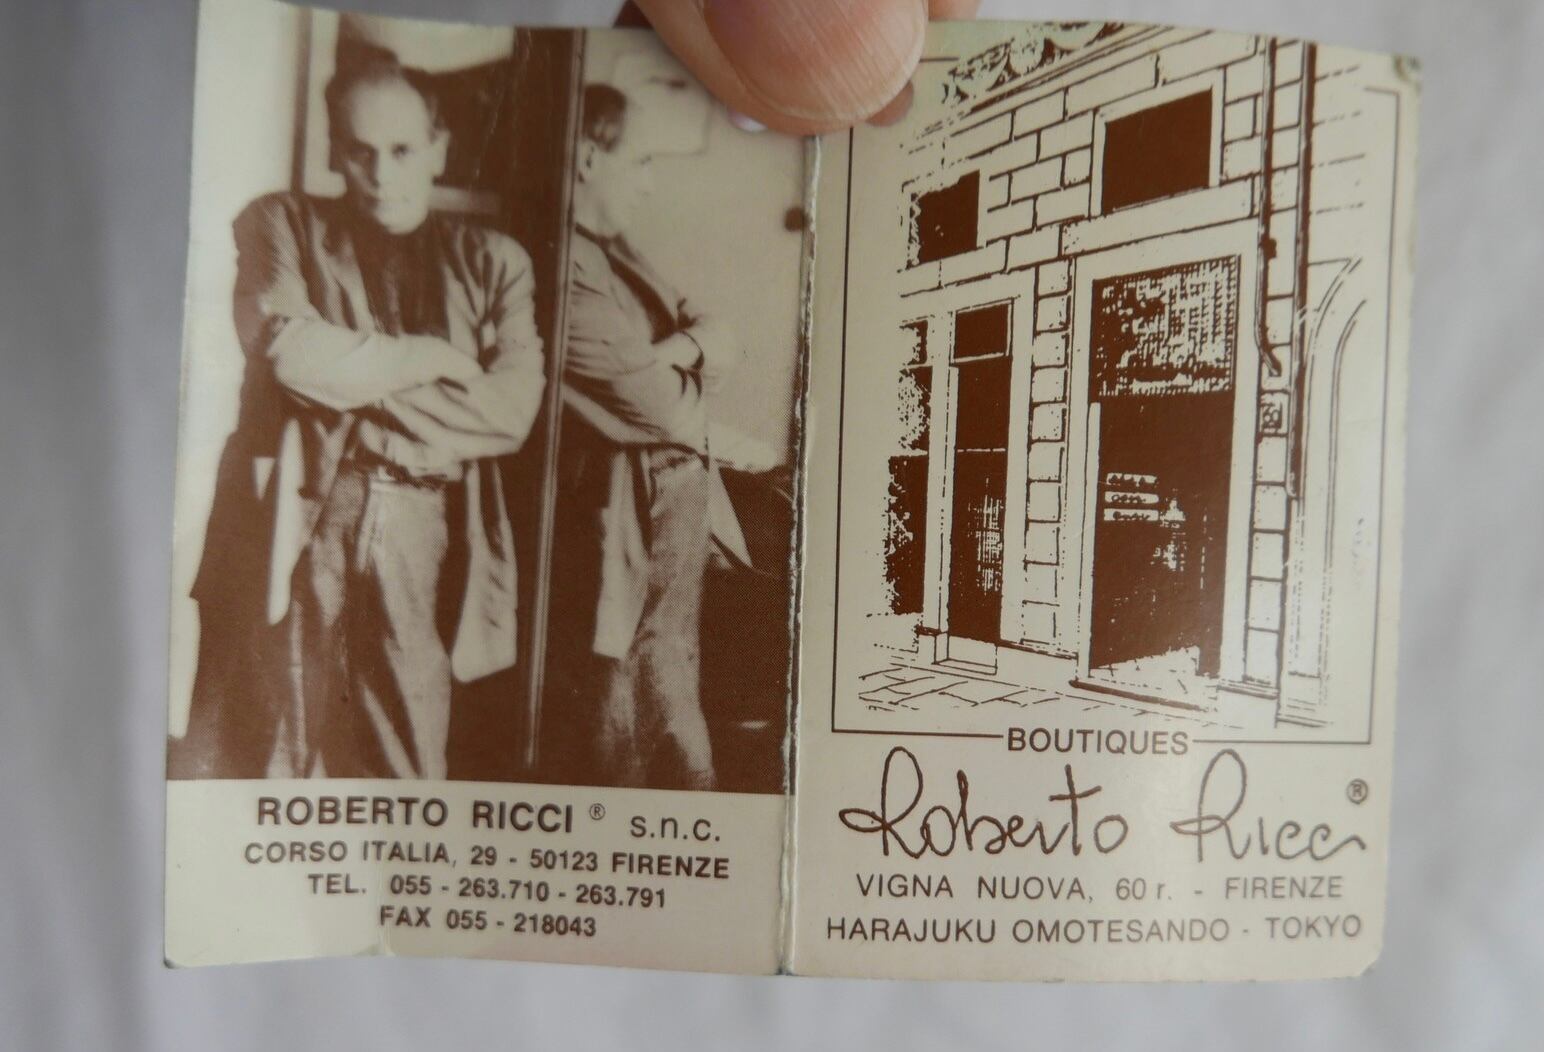 ROBERTO RICCI ® s.n.c.
CORSO ITALIA, 29 - 50123 FIRENZE
TEL. 055 - 263.710 - 263.791
FAX 055 - 218043
BOUTIQUES
Roberto Ricci ®
VIGNA NUOVA, 60 r. - FIRENZE
HARAJUKU OMOTESANDO - TOKYO